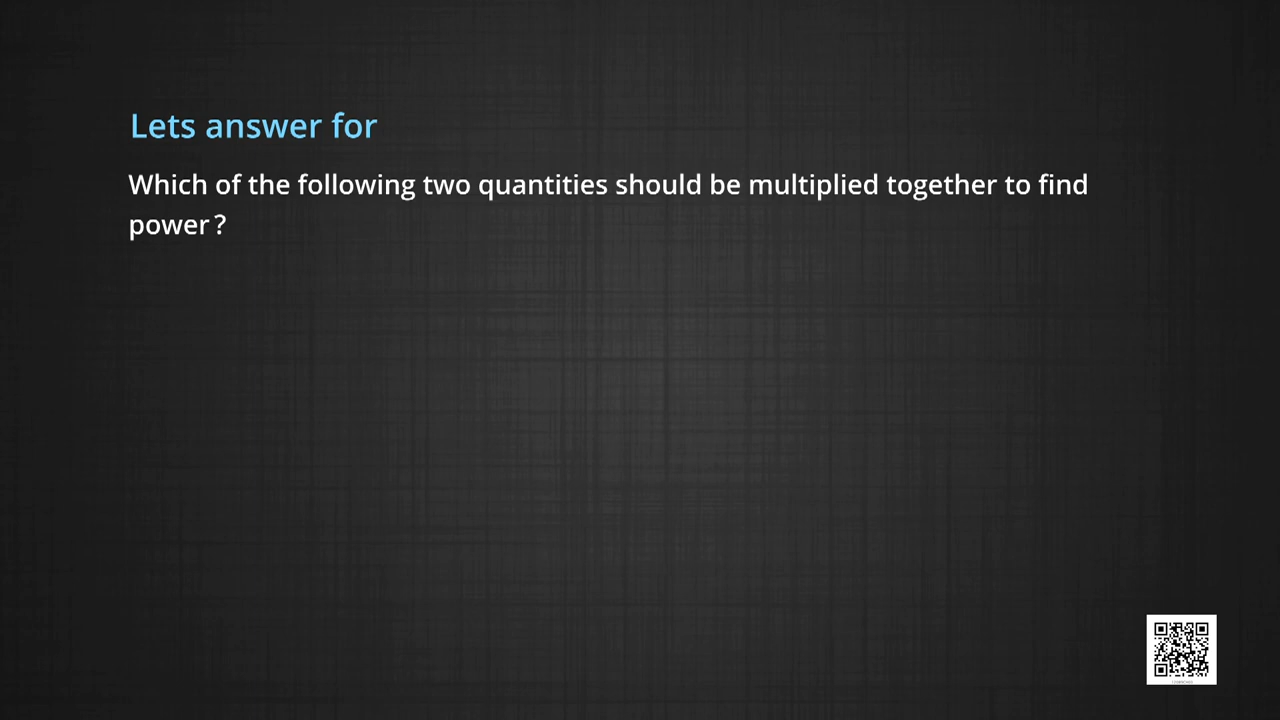 Lets answer for
Which of the following two quantities should be multiplied together to find
power ?